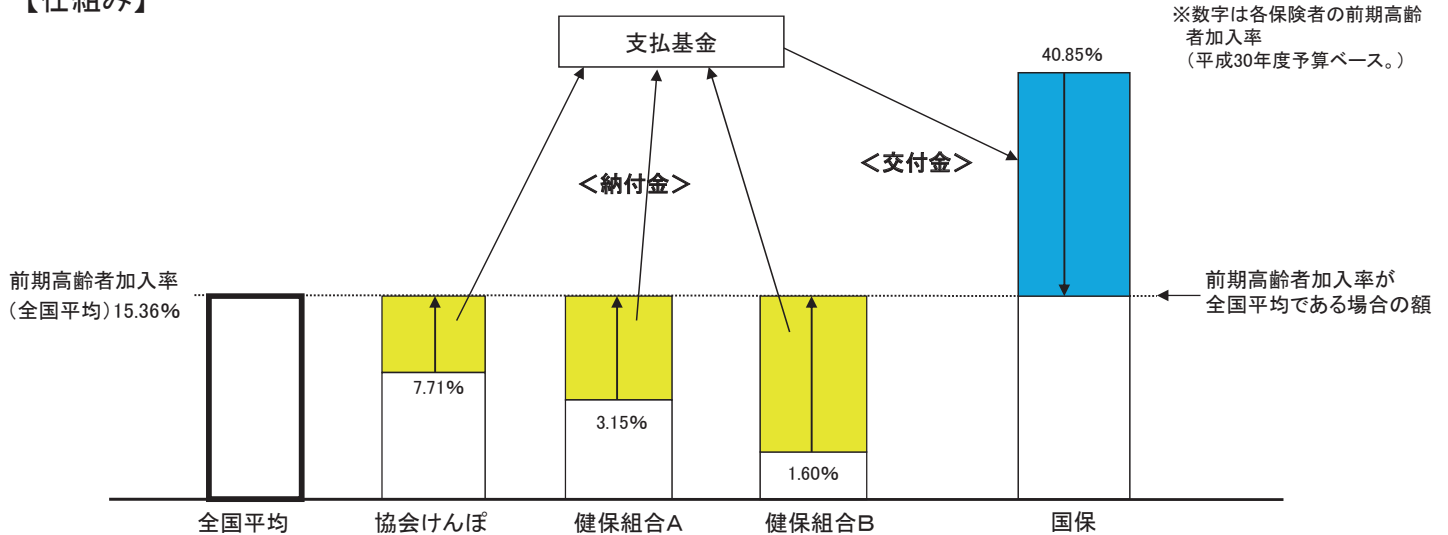 【仕組み】
※数字は各保険者の前期高齢
者加入率
(平成30年度予算ベース。)
支払基金
40.85%
<交付金>
<納付金>
前期高齢者加入率
(全国平均)15.36%
前期高齢者加入率が
全国平均である場合の額
7.71%
3.15%
1.60%
全国平均
協会けんぽ
健保組合A
健保組合B
国保